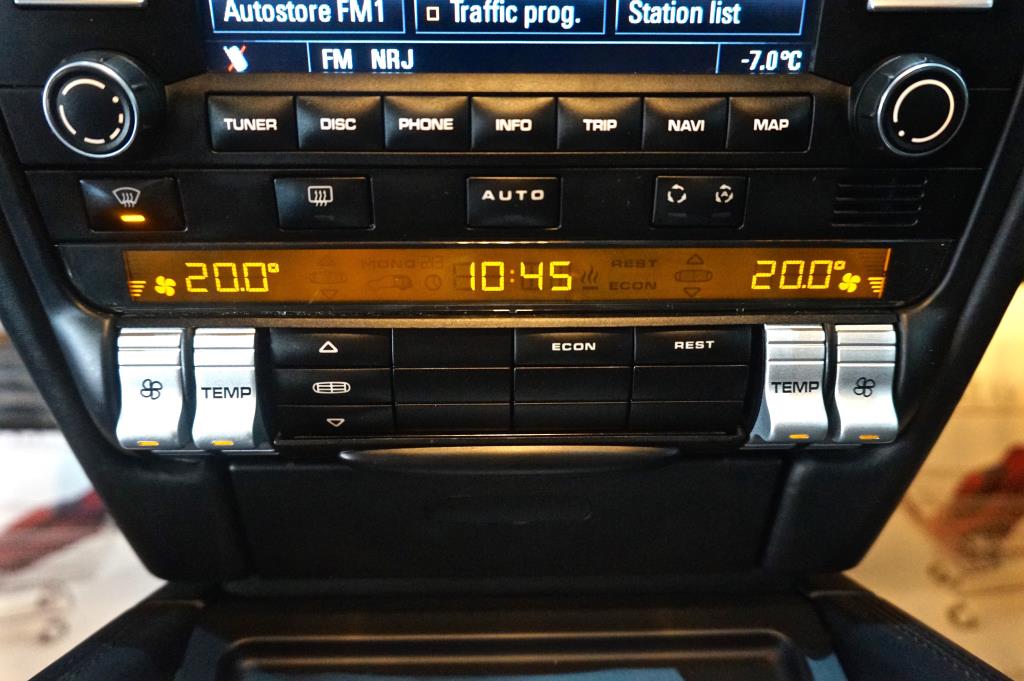 Autostore FM1 Traffic prog. Station list
FM NRJ -7.0°C
TUNER DISC PHONE INFO TRIP NAVI MAP
AUTO A
MONO REST
20.0° 10:45 20.0°
ECON
ECON REST
TEMP TEMP